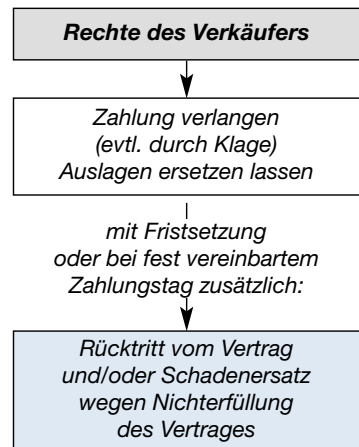 Rechte des Verkäufers
Zahlung verlangen
(evtl. durch Klage)
Auslagen ersetzen lassen
mit Fristsetzung
oder bei fest vereinbartem
Zahlungstag zusätzlich:
Rücktritt vom Vertrag
und/oder Schadenersatz
wegen Nichterfüllung
des Vertrages